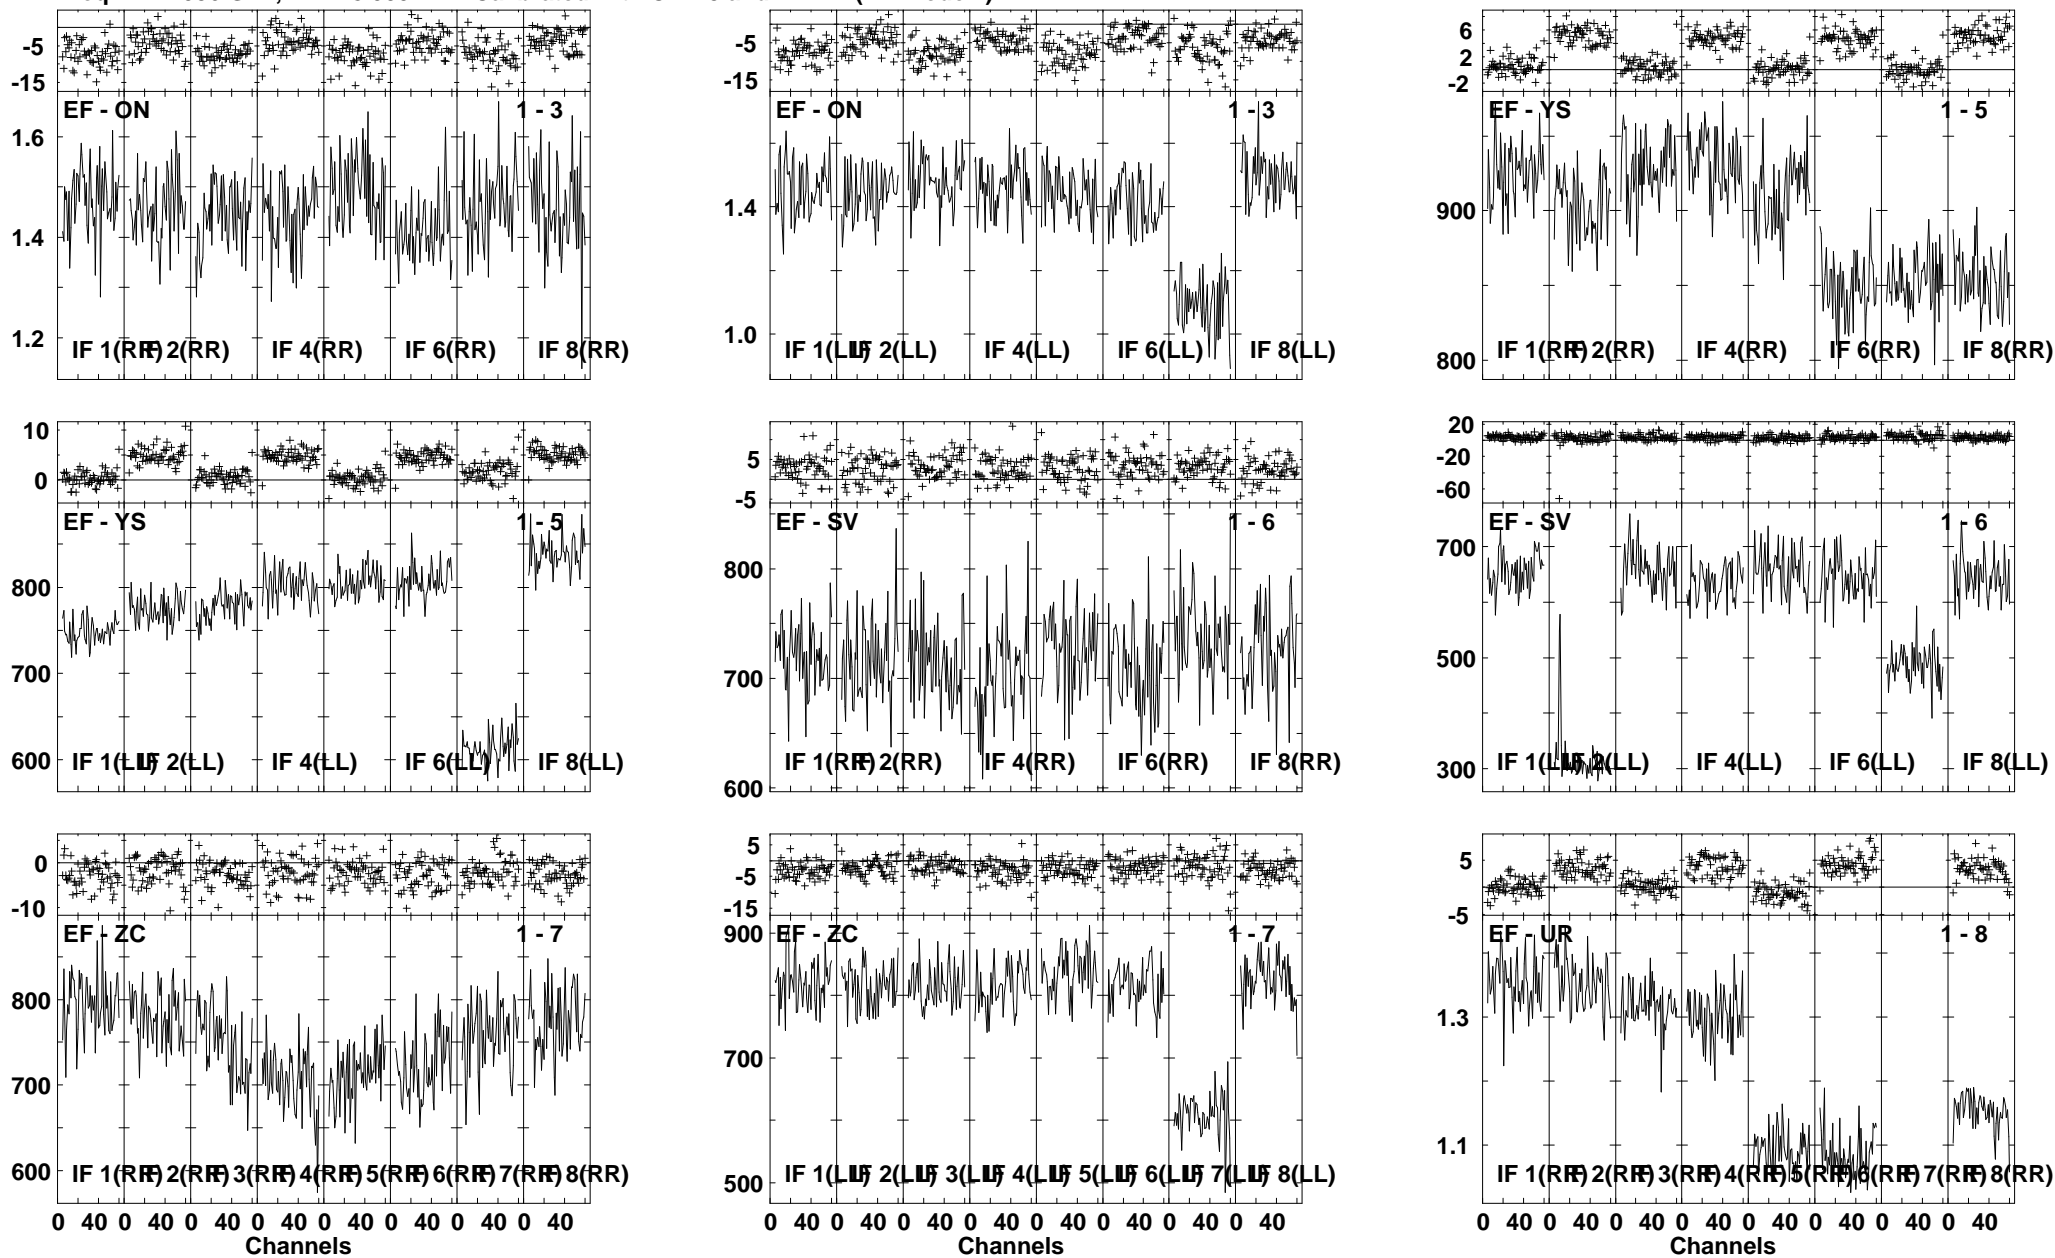 -5
-15
EF - ON 1 - 3
1.6
1.4
1.2
IF 1(RR) IF 2(RR) IF 4(RR) IF 6(RR) IF 8(RR)
-5
-15
EF - ON 1 - 3
1.4
1.0
IF 1(LL) IF 2(LL) IF 4(LL) IF 6(LL) IF 8(LL)
6
2
-2
EF - YS 1 - 5
900
800
IF 1(RR) IF 2(RR) IF 4(RR) IF 6(RR) IF 8(RR)
10
0
EF - YS 1 - 5
800
700
600
IF 1(LL) IF 2(LL) IF 4(LL) IF 6(LL) IF 8(LL)
5
-5
EF - SV 1 - 6
800
700
600
IF 1(RR) IF 2(RR) IF 4(RR) IF 6(RR) IF 8(RR)
20
-20
-60
EF - SV 1 - 6
700
500
300
IF 1(LL) IF 2(LL) IF 4(LL) IF 6(LL) IF 8(LL)
0
-10
EF - ZC 1 - 7
800
700
600
IF 1(RR) IF 2(RR) IF 3(RR) IF 4(RR) IF 5(RR) IF 6(RR) IF 7(RR) IF 8(RR)
0 40 0 40 0 40 0 40 0 40 0 40 0 40 0 40
Channels
5
-5
-15
EF - ZC 1 - 7
900
700
500
IF 1(LL) IF 2(LL) IF 3(LL) IF 4(LL) IF 5(LL) IF 6(LL) IF 7(LL) IF 8(LL)
0 40 0 40 0 40 0 40 0 40 0 40 0 40 0 40
Channels
5
-5
EF - UR 1 - 8
1.3
1.1
IF 1(RR) IF 2(RR) IF 3(RR) IF 4(RR) IF 5(RR) IF 6(RR) IF 7(RR) IF 8(RR)
0 40 0 40 0 40 0 40 0 40 0 40 0 40 0 40
Channels